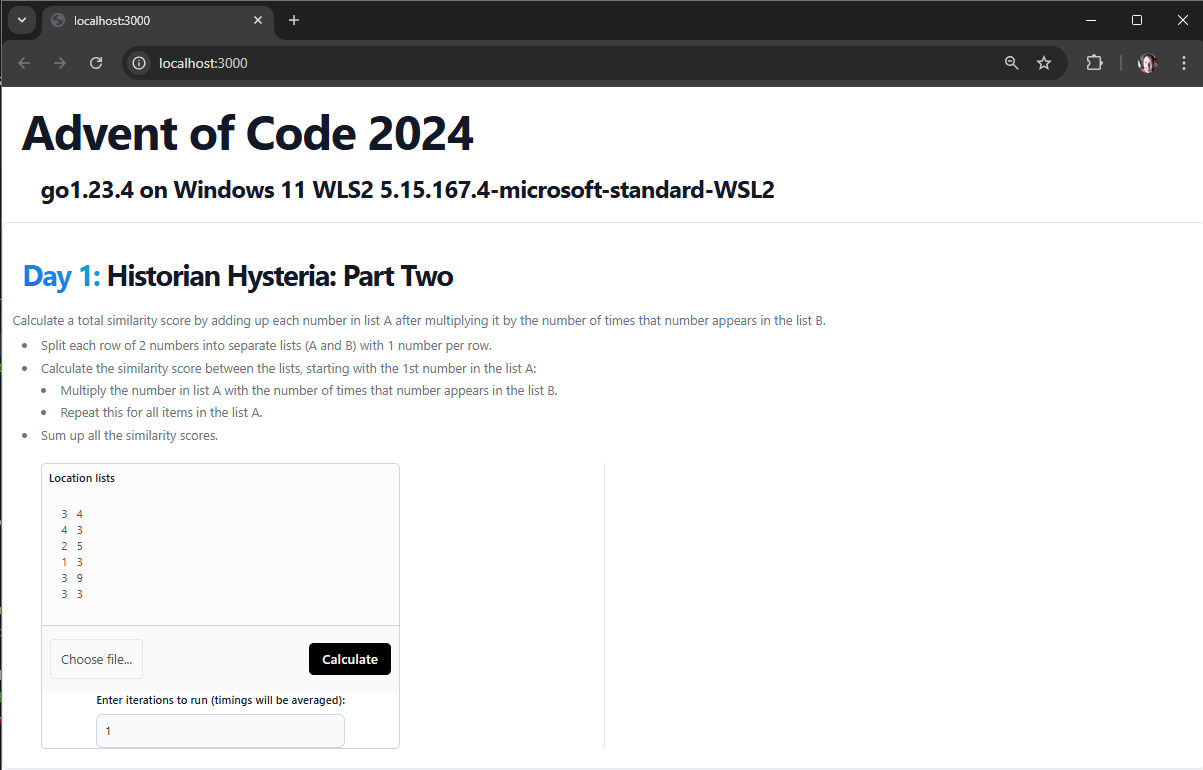 localhost:3000
localhost:3000
Advent of Code 2024
go1.23.4 on Windows 11 WLS2 5.15.167.4-microsoft-standard-WSL2
Day 1: Historian Hysteria: Part Two
Calculate a total similarity score by adding up each number in list A after multiplying it by the number of times that number appears in the list B.
• Split each row of 2 numbers into separate lists (A and B) with 1 number per row.
• Calculate the similarity score between the lists, starting with the 1st number in the list A:
• Multiply the number in list A with the number of times that number appears in the list B.
• Repeat this for all items in the list A.
• Sum up all the similarity scores.
Location lists
3 4
4 3
2 5
1 3
3 9
3 3
Choose file...
Calculate
Enter iterations to run (timings will be averaged):
1